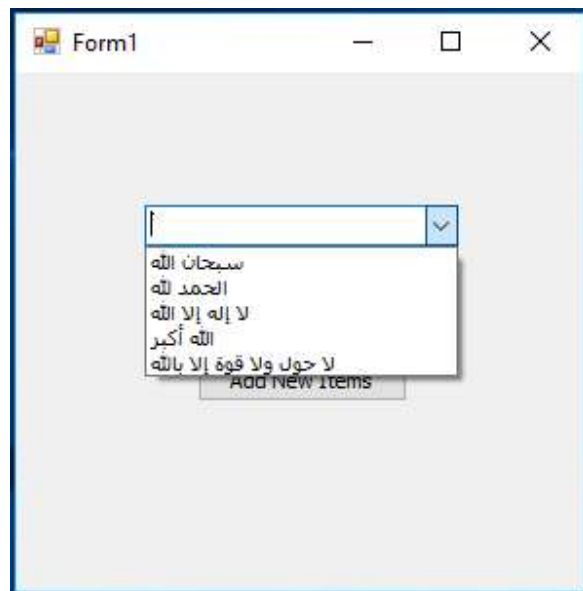 Form1
سبحان الله
الحمد لله
لا إله إلا الله
الله أكبر
لا حول ولا قوة إلا بالله
Add New Items